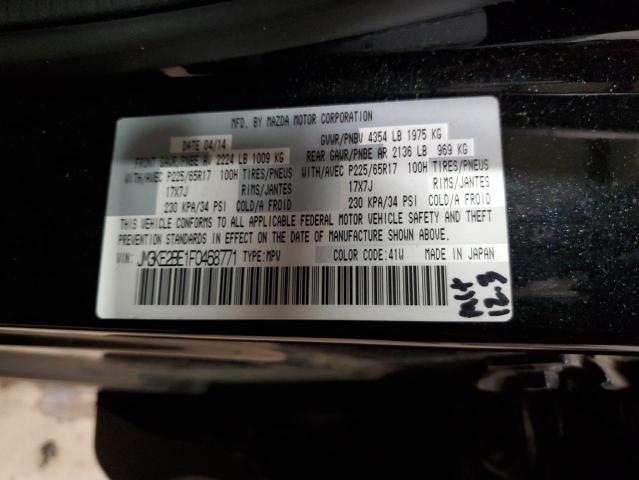 MFD. BY MAZDA MOTOR CORPORATION
DATE 04/14 GVWR/PNBV 4354 LB 1975 KG
FRONT GAWR/PNBE AV 2224 LB 1009 KG REAR GAWR/PNBE AR 2136 LB 969 KG
WITH/AVEC P225/65R17 100H TIRES/PNEUS WITH/AVEC P225/65R17 100H TIRES/PNEUS
17X7J RIMS/JANTES 17X7J RIMS/JANTES
230 KPA/34 PSI COLD/A FROID 230 KPA/34 PSI COLD/A FROID
THIS VEHICLE CONFORMS TO ALL APPLICABLE FEDERAL MOTOR VEHICLE SAFETY AND THEFT
PREVENTION STANDARDS IN EFFECT ON THE DATE OF MANUFACTURE SHOWN ABOVE.
VIN: JM3KE2BE1F0458771 TYPE:MPV COLOR CODE:41W MADE IN JAPAN